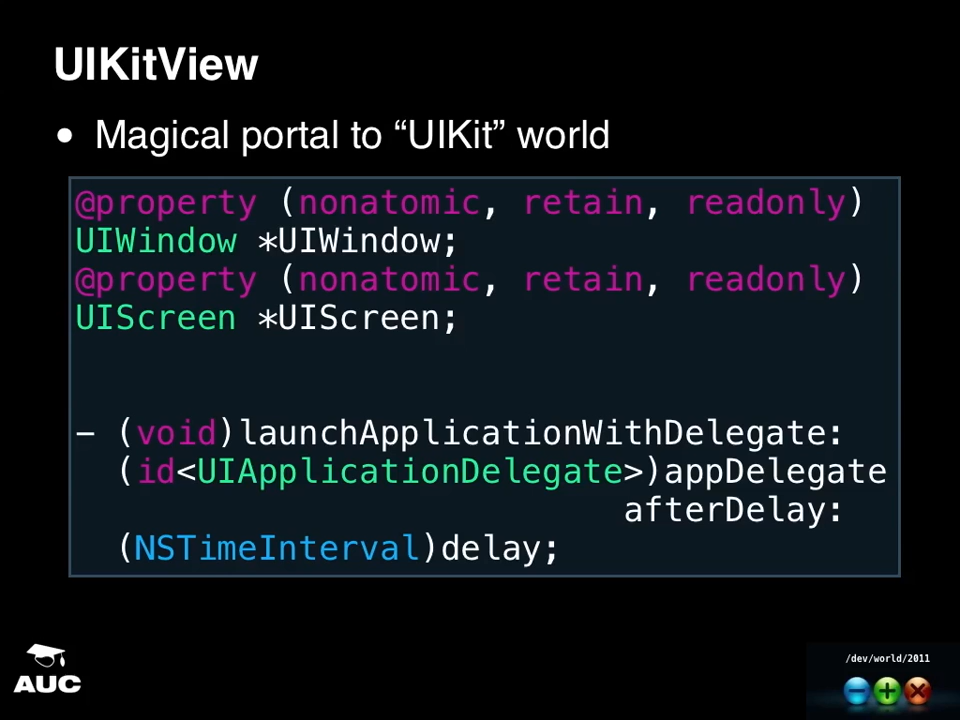 UIKitView
• Magical portal to “UIKit” world
@property (nonatomic, retain, readonly)
UIWindow *UIWindow;
@property (nonatomic, retain, readonly)
UIScreen *UIScreen;
– (void)launchApplicationWithDelegate:
(id<UIApplicationDelegate>)appDelegate
afterDelay:
(NSTimeInterval)delay;
AUC
/dev/world/2011